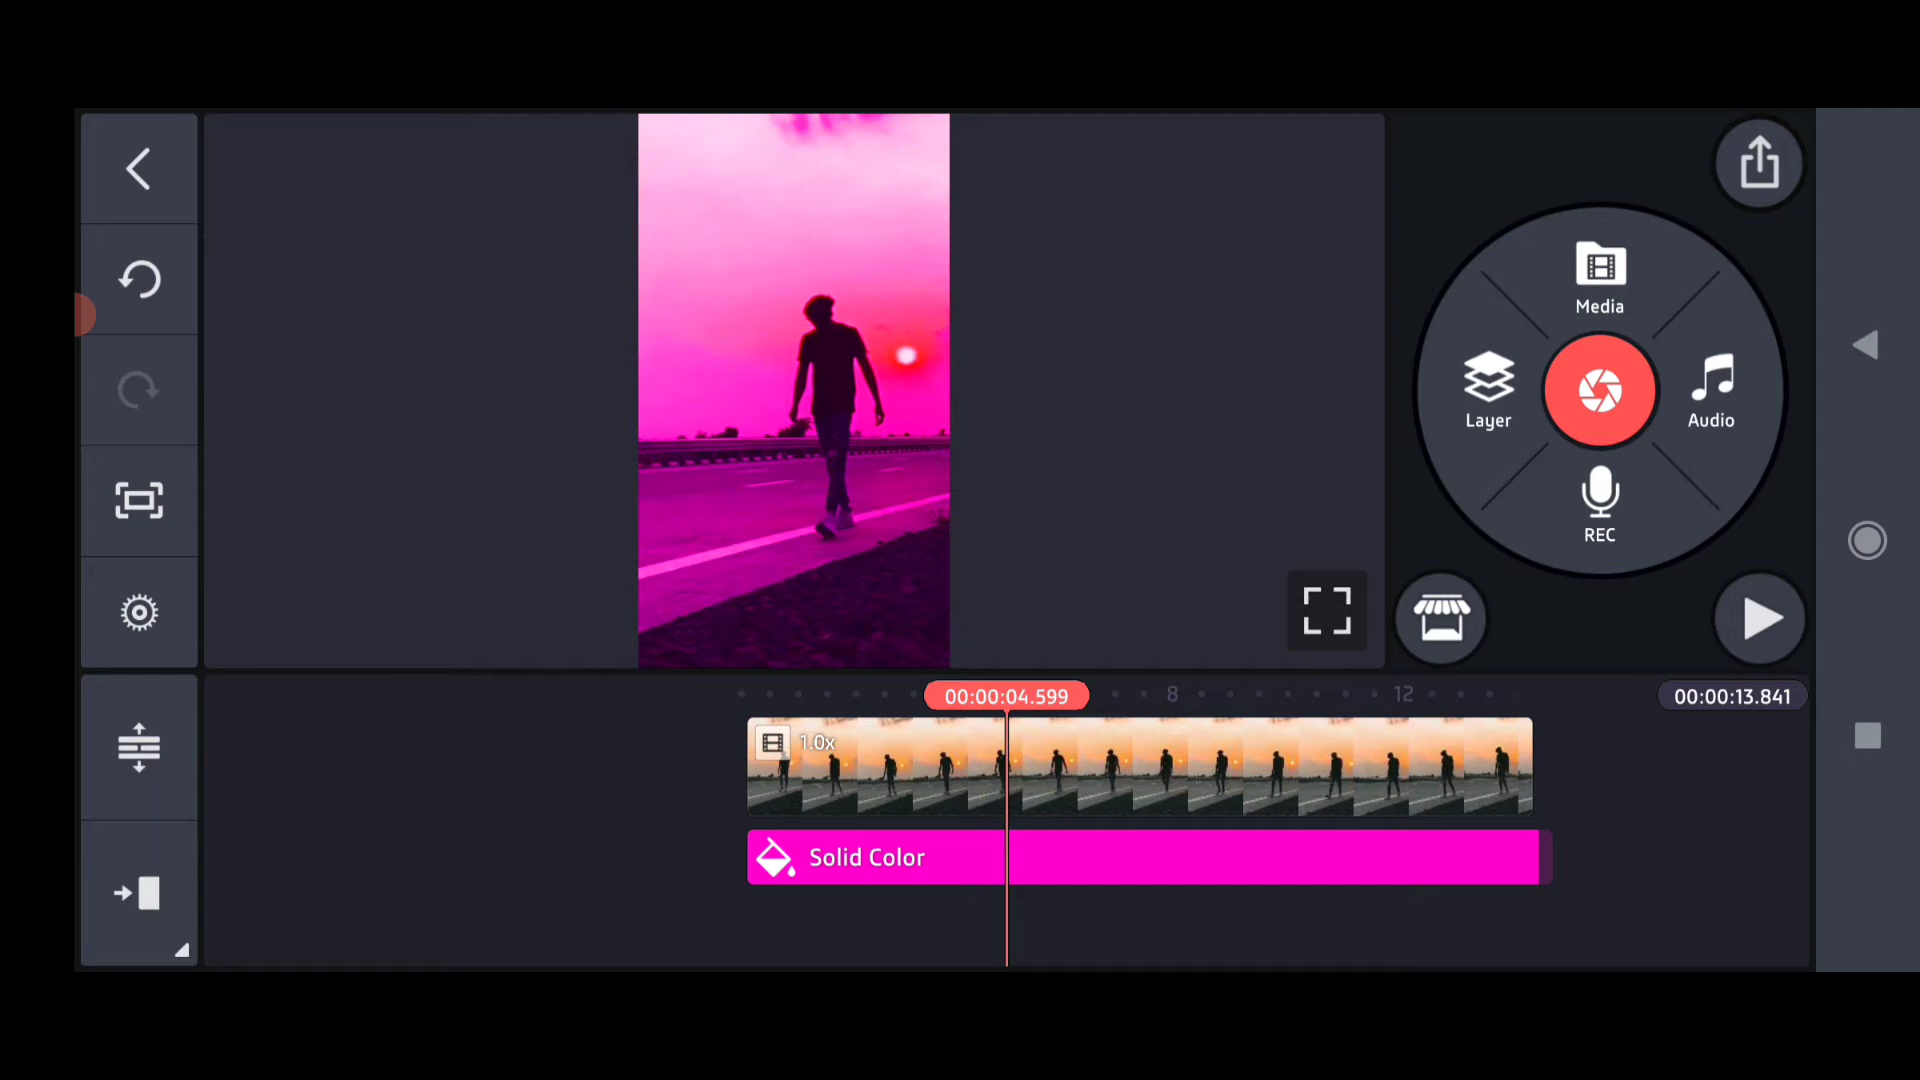 Media
Layer
Audio
REC
00:00:04.599
8
12
00:00:13.841
1.0x
Solid Color